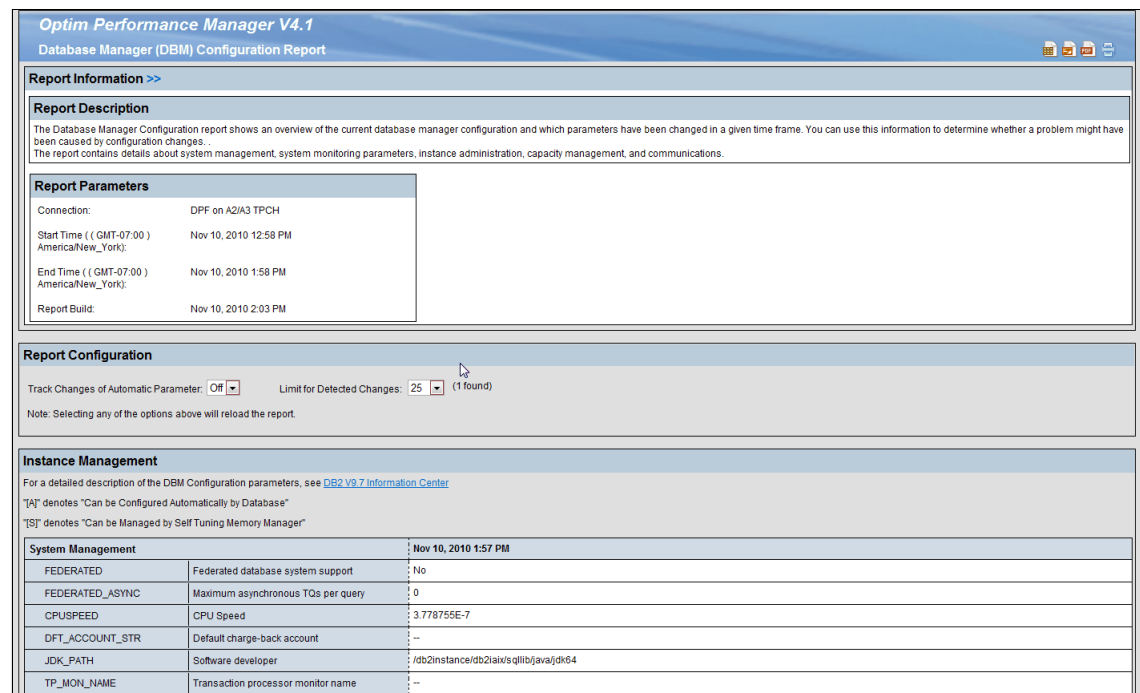 Optim Performance Manager V4.1
Database Manager (DBM) Configuration Report
PDF
Report Information >>
Report Description
The Database Manager Configuration report shows an overview of the current database manager configuration and which parameters have been changed in a given time frame. You can use this information to determine whether a problem might have
been caused by configuration changes. .
The report contains details about system management, system monitoring parameters, instance administration, capacity management, and communications.
Report Parameters
Connection: DPF on A2/A3 TPCH
Start Time ( ( GMT-07:00 ) Nov 10, 2010 12:58 PM
America/New_York):
End Time ( ( GMT-07:00 ) Nov 10, 2010 1:58 PM
America/New_York):
Report Build: Nov 10, 2010 2:03 PM
Report Configuration
Track Changes of Automatic Parameter: Off Limit for Detected Changes: 25 (1 found)
Note: Selecting any of the options above will reload the report.
Instance Management
For a detailed description of the DBM Configuration parameters, see DB2 V9.7 Information Center
"[A]" denotes "Can be Configured Automatically by Database"
"[S]" denotes "Can be Managed by Self Tuning Memory Manager"
System Management Nov 10, 2010 1:57 PM
FEDERATED Federated database system support No
FEDERATED_ASYNC Maximum asynchronous TQs per query 0
CPUSPEED CPU Speed 3.778755E-7
DFT_ACCOUNT_STR Default charge-back account --
JDK_PATH Software developer /db2instance/db2iaix/sqllib/java/jdk64
TP_MON_NAME Transaction processor monitor name --